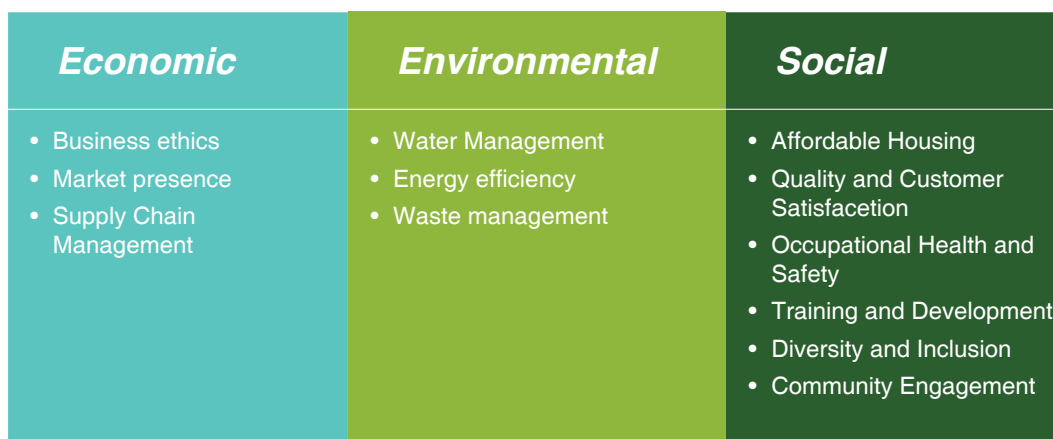 Economic
• Business ethics
• Market presence
• Supply Chain
Management
Environmental
• Water Management
• Energy efficiency
• Waste management
Social
• Affordable Housing
• Quality and Customer
Satisfacetion
• Occupational Health and
Safety
• Training and Development
• Diversity and Inclusion
• Community Engagement